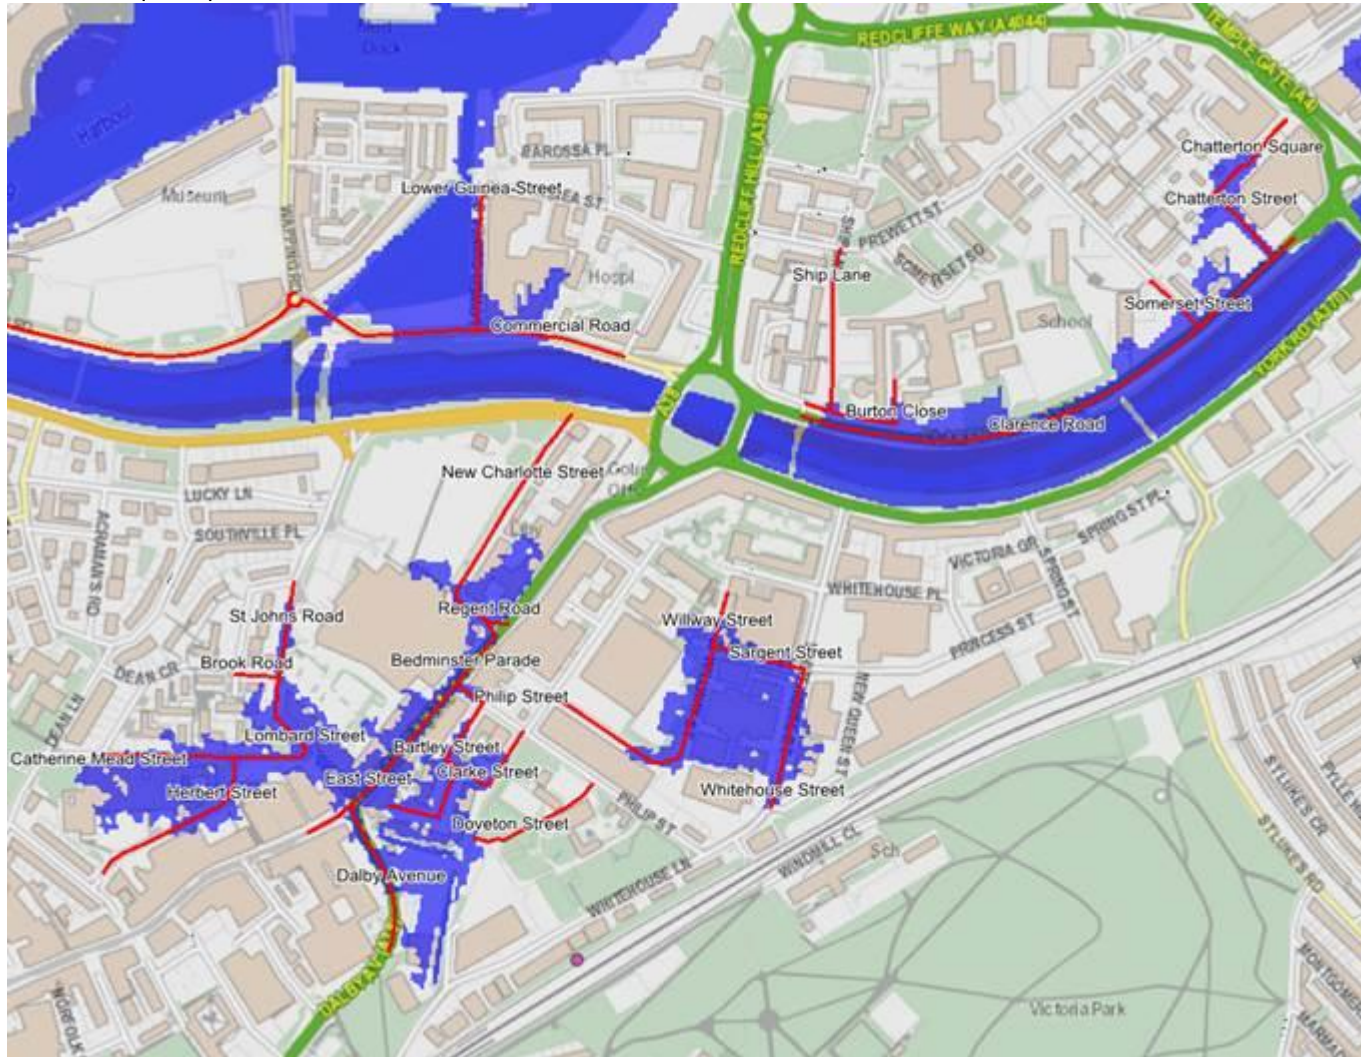 Dock
Harbour
REDCLIFFE WAY (A4044)
TEMPLE GATE (A4)
REDCLIFF HILL (A38)
BAROSSA PL
Chatterton Square
Museum
Lower Guinea Street
Chatterton Street
WAPPING RD
PREWETT ST
SOMERSET SQ
Hospl
Ship Lane
Somerset Street
School
Commercial Road
YORK RD (A370)
A38
Burton Close
Clarence Road
New Charlotte Street
LUCKY LN
SOUTHVILLE PL
ACRAMAN'S RD
SPRING ST PL
VICTORIA GR
SPRING ST
WHITEHOUSE PL
Regent Road
St Johns Road
Willway Street
PRINCESS ST
Sargent Street
Bedminster Parade
Brook Road
DEAN CR
Philip Street
NEW QUEEN ST
DEAN LN
Lombard Street
Bartley Street
Catherine Mead Street
East Street
Clarke Street
Herbert Street
Whitehouse Street
Doveton Street
PHILIP ST
WINDMILL CL
Sch
ST LUKE'S CR
ST LUKE'S RD
Dalby Avenue
WHITEHOUSE LN
Victoria Park